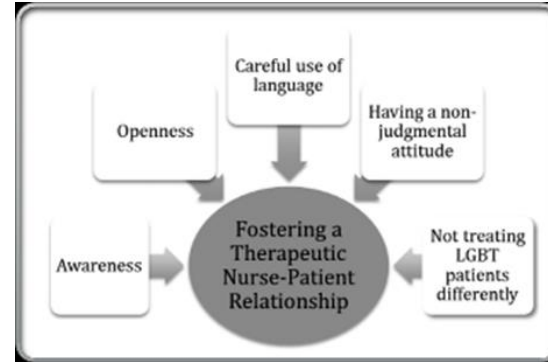 Careful use of
language
Openness
Having a non-
judgmental
attitude
Awareness
Fostering a
Therapeutic
Nurse-Patient
Relationship
Not treating
LGBT
patients
differently